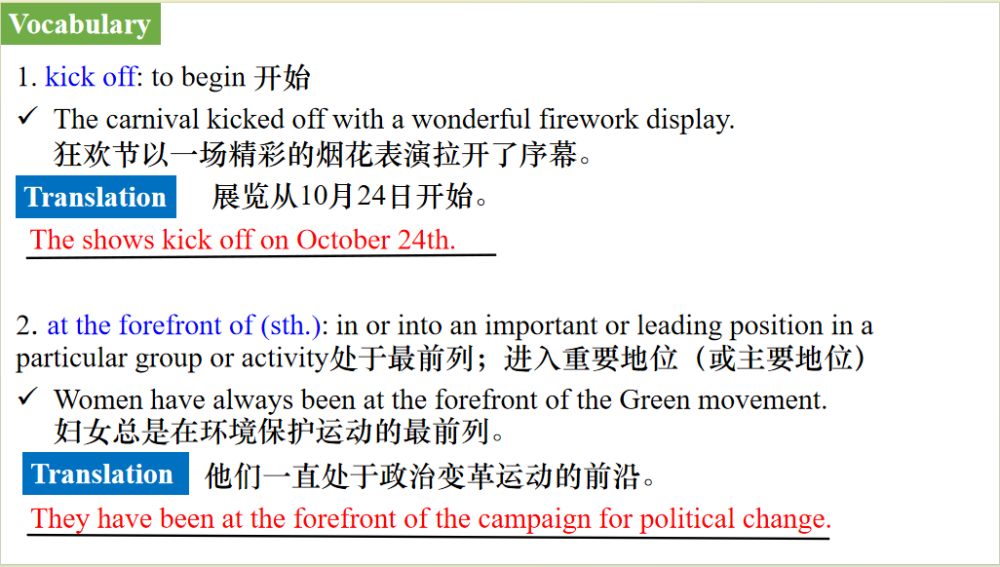 Vocabulary
1. kick off: to begin 开始
✓ The carnival kicked off with a wonderful firework display.
狂欢节以一场精彩的烟花表演拉开了序幕。
Translation 展览从10月24日开始。
The shows kick off on October 24th.
2. at the forefront of (sth.): in or into an important or leading position in a
particular group or activity处于最前列；进入重要地位（或主要地位）
✓ Women have always been at the forefront of the Green movement.
妇女总是在环境保护运动的最前列。
Translation 他们一直处于政治变革运动的前沿。
They have been at the forefront of the campaign for political change.